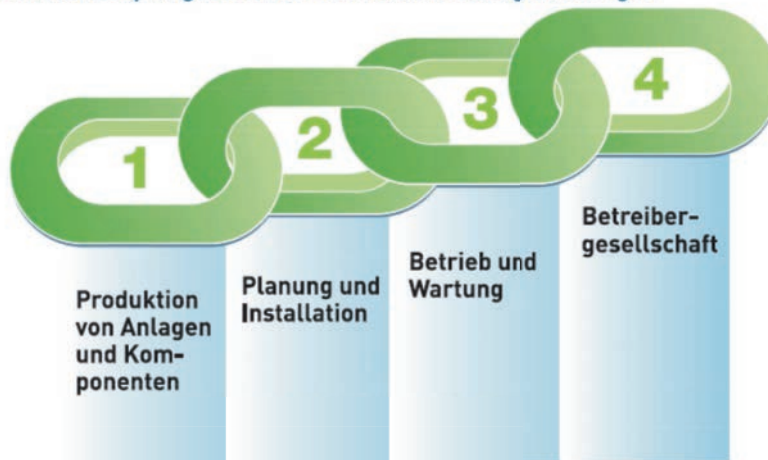 1
2
3
4
Produktion
von Anlagen
und Kom-
ponenten
Planung und
Installation
Betrieb und
Wartung
Betreiber-
gesellschaft